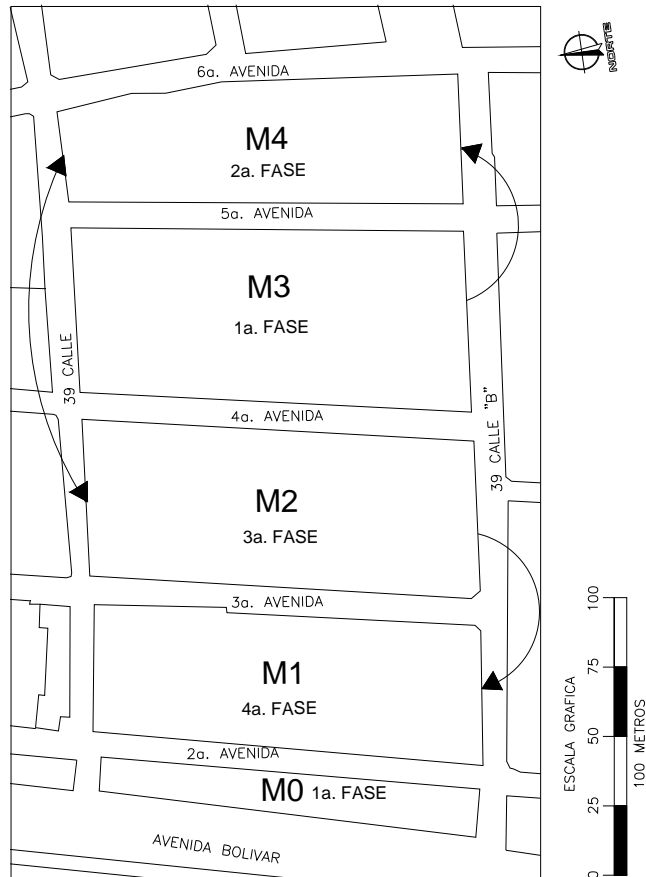 NORTE
6a. AVENIDA
M4
2a. FASE
5a. AVENIDA
M3
1a. FASE
39 CALLE
4a. AVENIDA
39 CALLE "B"
M2
3a. FASE
3a. AVENIDA
M1
4a. FASE
2a. AVENIDA
M0 1a. FASE
AVENIDA BOLIVAR
ESCALA GRAFICA
0 25 50 75 100
100 METROS